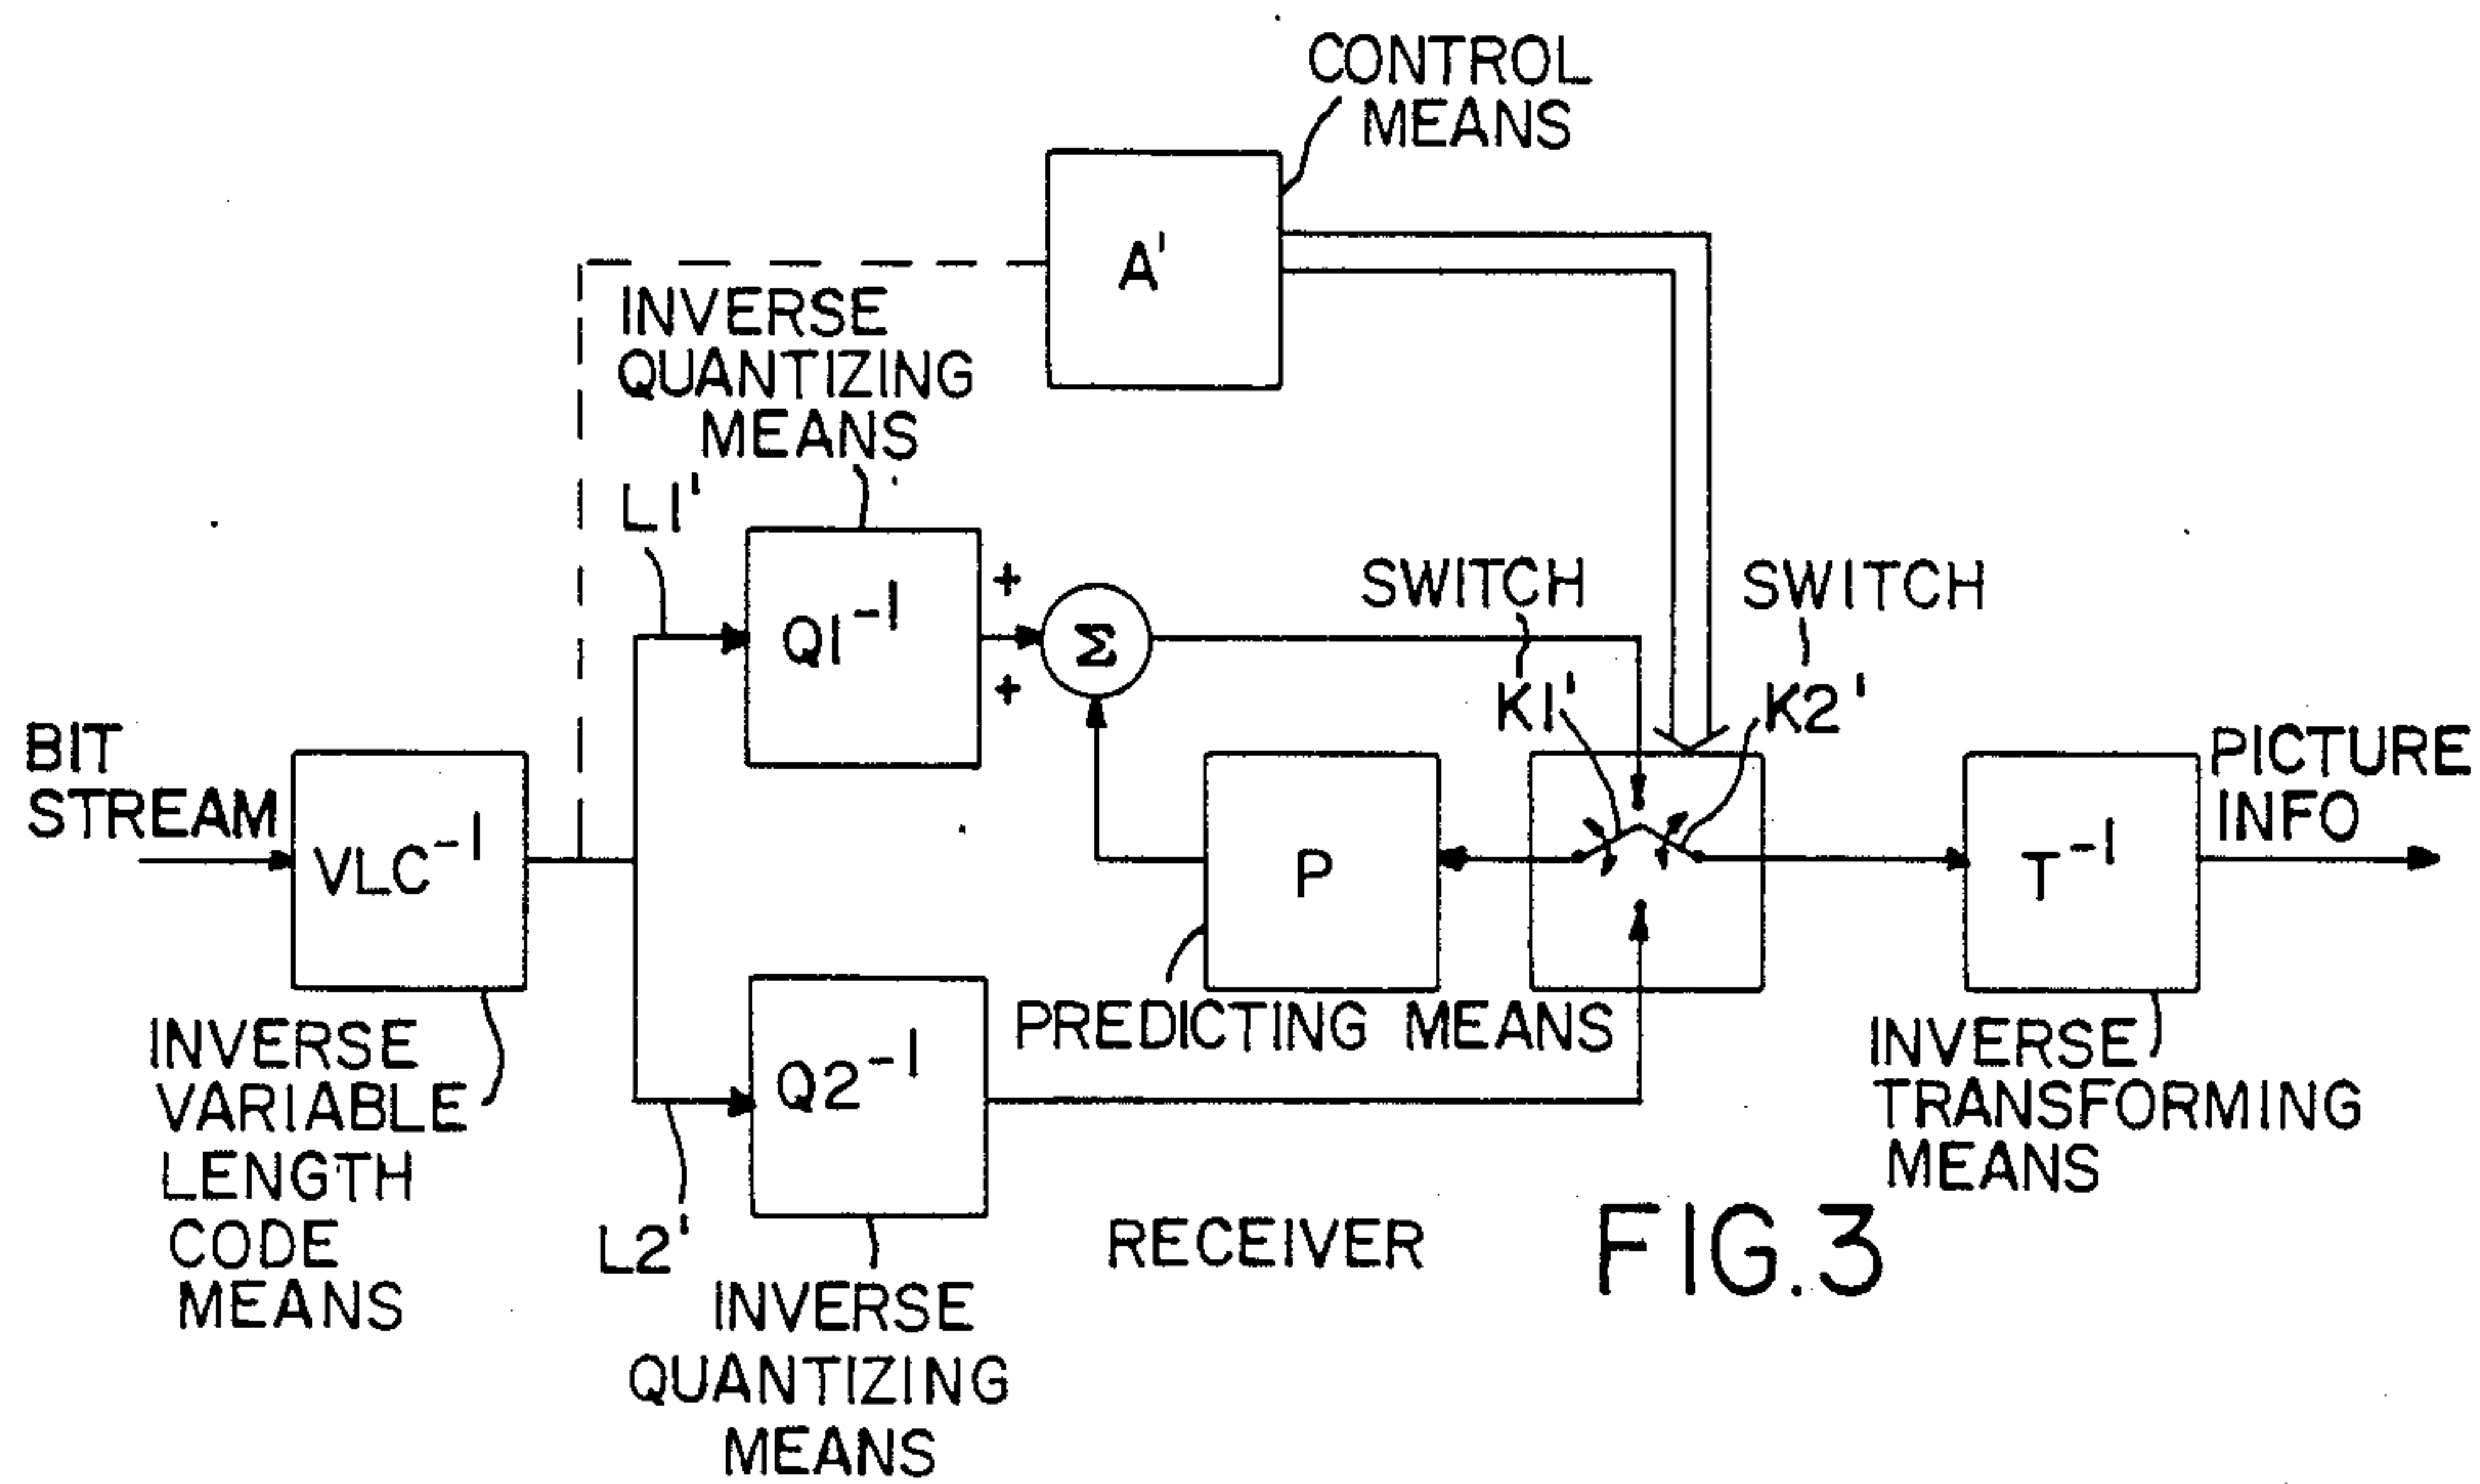 CONTROL
MEANS
A'
INVERSE
QUANTIZING
MEANS
L1'
Q1⁻¹
+
+
Σ
SWITCH
K1'
SWITCH
K2'
BIT
STREAM
VLC⁻¹
P
T⁻¹
PICTURE
INFO
INVERSE
VARIABLE
LENGTH
CODE
MEANS
L2'
Q2⁻¹
PREDICTING MEANS
INVERSE
TRANSFORMING
MEANS
INVERSE
QUANTIZING
MEANS
RECEIVER
FIG.3